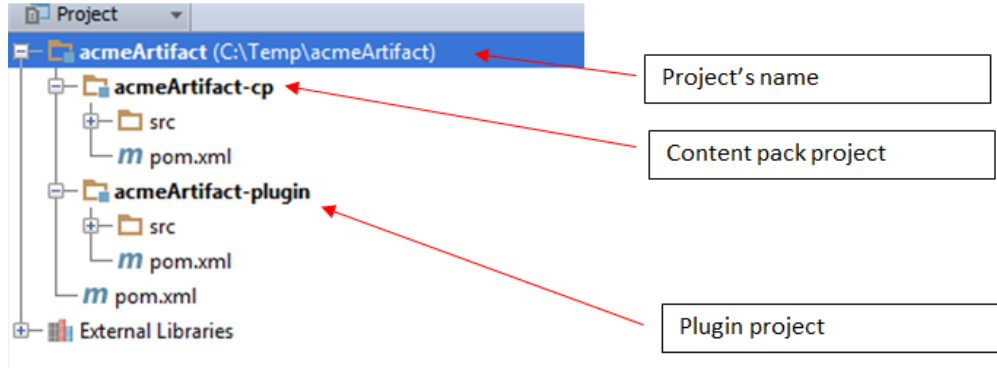 Project
acmeArtifact (C:\Temp\acmeArtifact)
Project's name
acmeArtifact-cp
src
Content pack project
m pom.xml
acmeArtifact-plugin
src
m pom.xml
m pom.xml
Plugin project
External Libraries